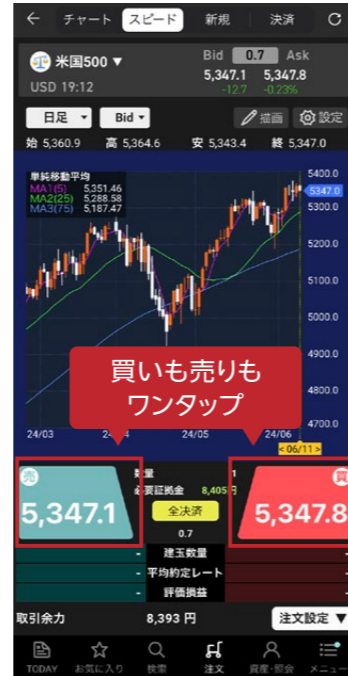 ← チャート スピード 新規 決済
米国500 ▼
Bid 0.7 Ask
5,347.1 5,347.8
USD 19:12
-12.7 -0.23%
日足 ▼ Bid ▼ 描画 設定
始 5,360.9 高 5,364.6 安 5,343.4 終 5,347.0
単純移動平均
MA1(5) 5,351.46
MA2(25) 5,288.58
MA3(75) 5,187.47
5400.0
5347.0
5300.0
5200.0
5100.0
5000.0
4900.0
4800.0
4700.0
買いも売りも
ワンタップ
24/03 24/05 24/06
< 06/11 >
売 買
数量 1
必要証拠金 8,405円
5,347.1 全決済 5,347.8
0.7
- 建玉数量 -
- 平均約定レート -
- 評価損益 -
取引余力 8,393 円 注文設定 ▼
TODAY お気に入り 検索 注文 資産・照会 メニュー